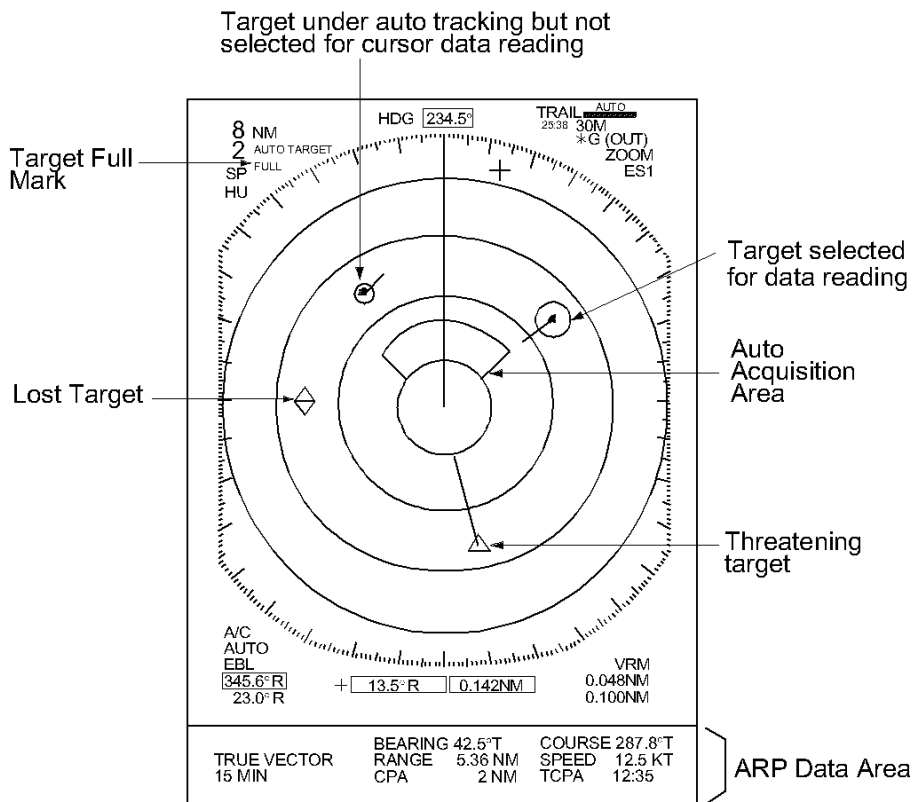 Target under auto tracking but not
selected for cursor data reading
Target Full
Mark
8 NM
2 AUTO TARGET
FULL
SP
HU
HDG 234.5°
TRAIL AUTO
25:38 30M
✳G (OUT)
ZOOM
ES1
Target selected
for data reading
Auto
Acquisition
Area
Lost Target
Threatening
target
A/C
AUTO
EBL
345.6° R
23.0° R
+ 13.5° R 0.142NM
VRM
0.048NM
0.100NM
TRUE VECTOR
15 MIN
BEARING 42.5°T
RANGE 5.36 NM
CPA 2 NM
COURSE 287.8°T
SPEED 12.5 KT
TCPA 12:35
ARP Data Area